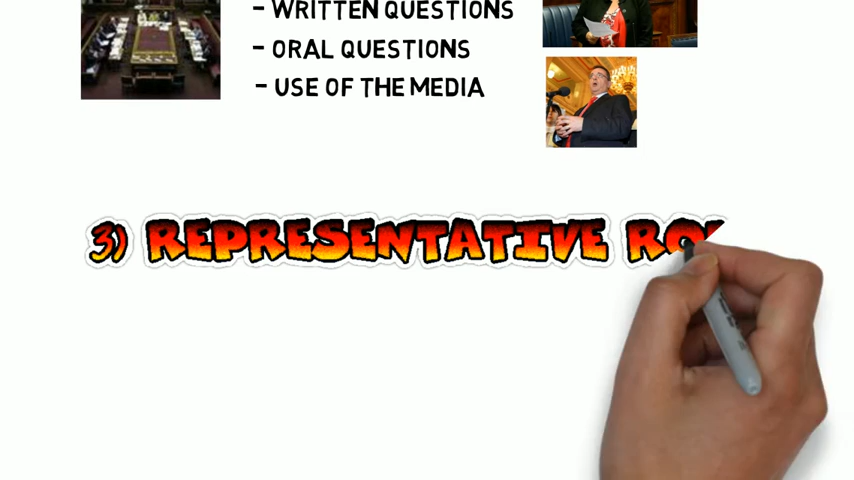 - WRITTEN QUESTIONS
- ORAL QUESTIONS
- USE OF THE MEDIA
3) REPRESENTATIVE